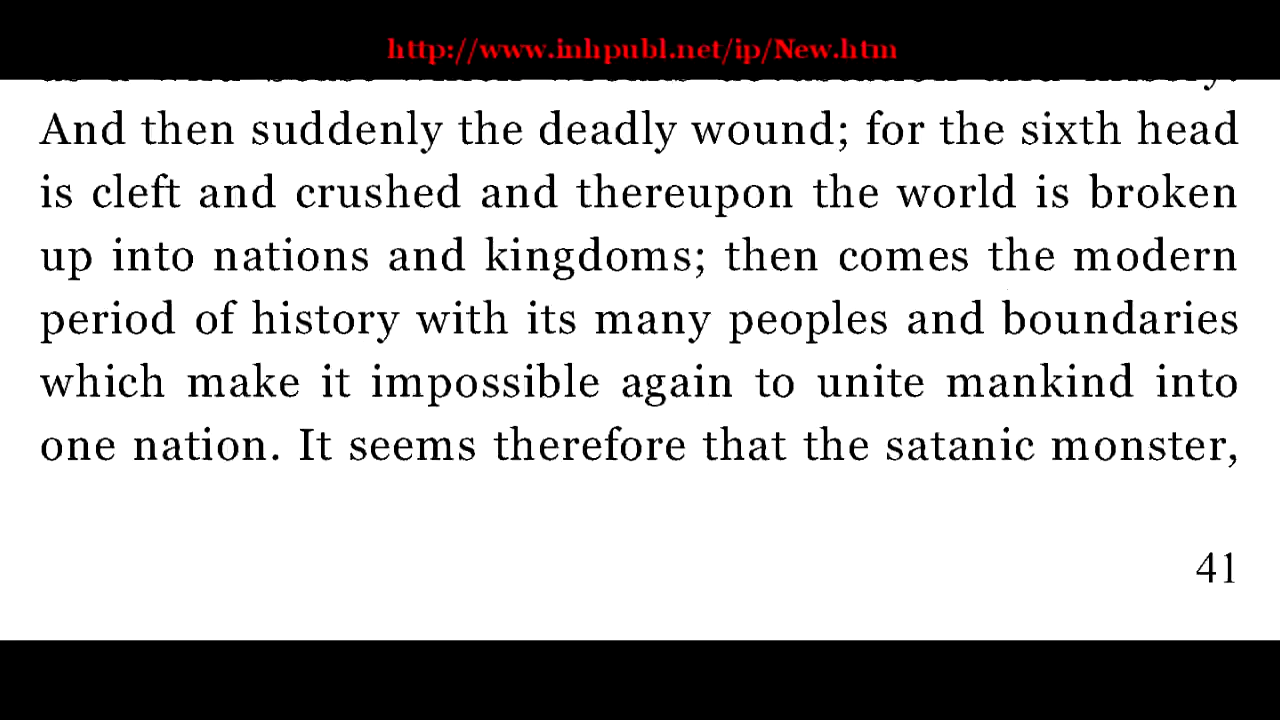 http://www.inhpubl.net/ip/New.htm
And then suddenly the deadly wound; for the sixth head
is cleft and crushed and thereupon the world is broken
up into nations and kingdoms; then comes the modern
period of history with its many peoples and boundaries
which make it impossible again to unite mankind into
one nation. It seems therefore that the satanic monster,
41